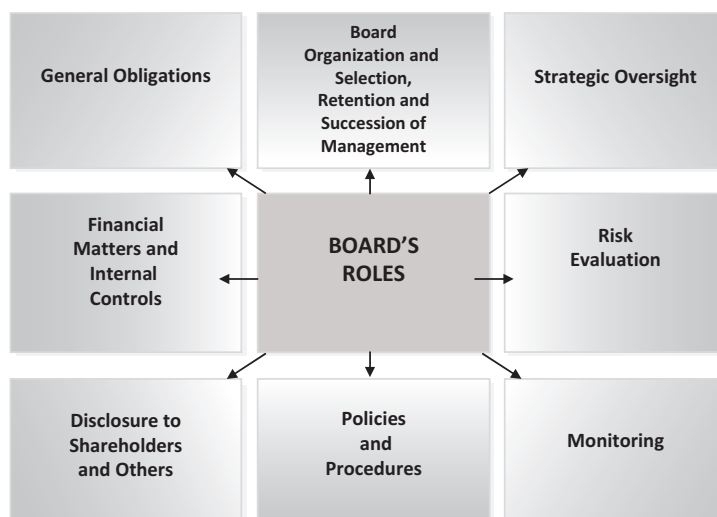 General Obligations
Board
Organization and
Selection,
Retention and
Succession of
Management
Strategic Oversight
Financial
Matters and
Internal
Controls
BOARD'S
ROLES
Risk
Evaluation
Disclosure to
Shareholders
and Others
Policies
and
Procedures
Monitoring